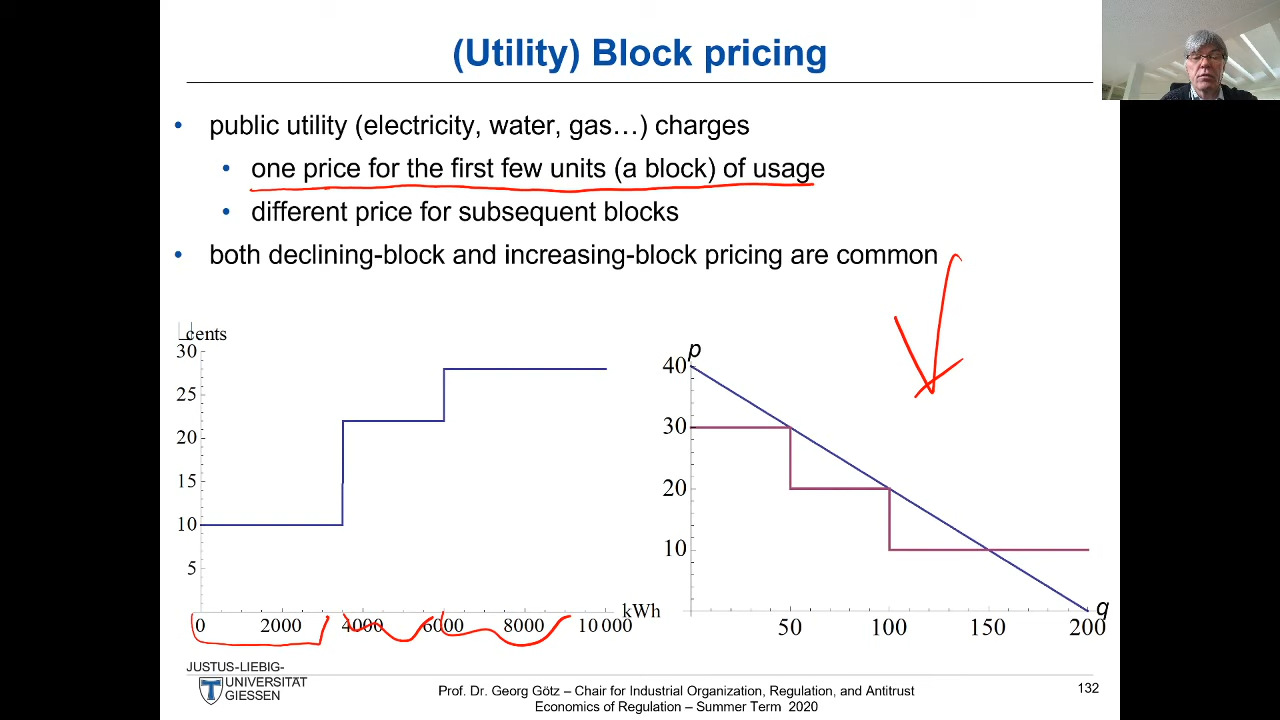 (Utility) Block pricing
• public utility (electricity, water, gas…) charges
• one price for the first few units (a block) of usage
• different price for subsequent blocks
• both declining-block and increasing-block pricing are common
cents
30
25
20
15
10
5
0 2000 4000 6000 8000 10 000
kWh
p
40
30
20
10
50 100 150 200
q
JUSTUS-LIEBIG-
UNIVERSITÄT
GIESSEN
Prof. Dr. Georg Götz – Chair for Industrial Organization, Regulation, and Antitrust
Economics of Regulation – Summer Term 2020
132